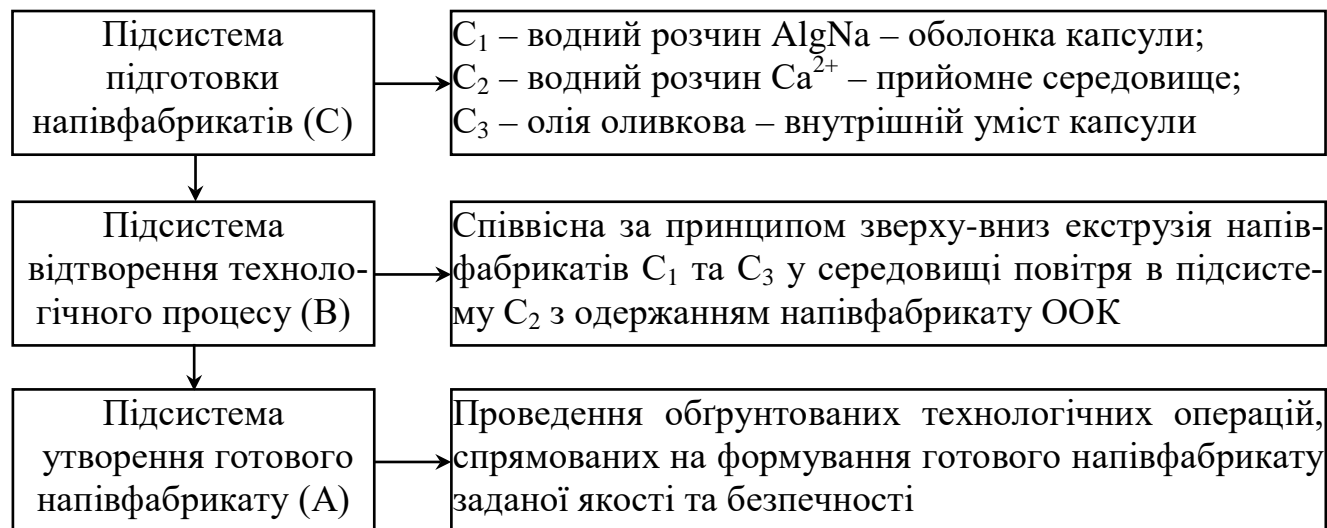 Підсистема
підготовки
напівфабрикатів (С)
С₁ – водний розчин AlgNa – оболонка капсули;
С₂ – водний розчин Са²⁺ – прийомне середовище;
С₃ – олія оливкова – внутрішній уміст капсули
Підсистема
відтворення техноло-
гічного процесу (В)
Співвісна за принципом зверху-вниз екструзія напів-
фабрикатів С₁ та С₃ у середовищі повітря в підсисте-
му С₂ з одержанням напівфабрикату ООК
Підсистема
утворення готового
напівфабрикату (А)
Проведення обґрунтованих технологічних операцій,
спрямованих на формування готового напівфабрикату
заданої якості та безпечності